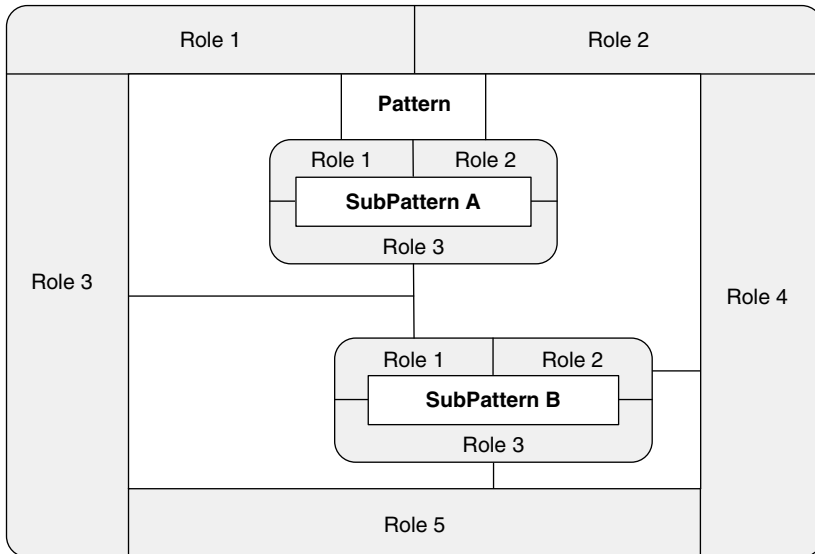 Role 1
Role 2
Pattern
Role 1
Role 2
SubPattern A
Role 3
Role 3
Role 4
Role 1
Role 2
SubPattern B
Role 3
Role 5